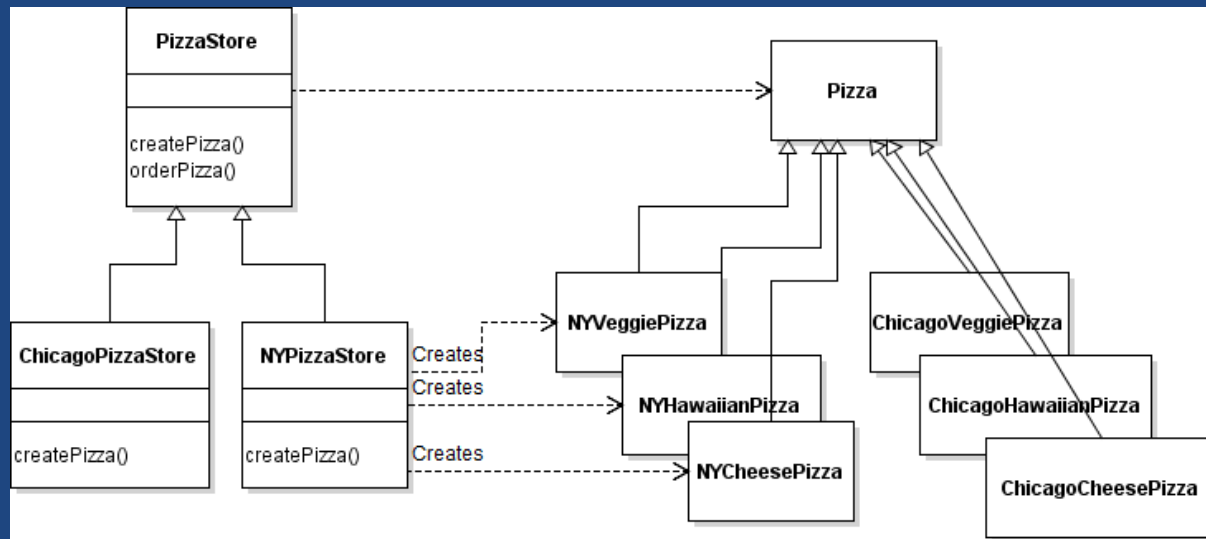 PizzaStore
createPizza()
orderPizza()
Pizza
ChicagoPizzaStore
createPizza()
NYPizzaStore
createPizza()
Creates
Creates
Creates
NYVeggiePizza
NYHawaiianPizza
NYCheesePizza
ChicagoVeggiePizza
ChicagoHawaiianPizza
ChicagoCheesePizza